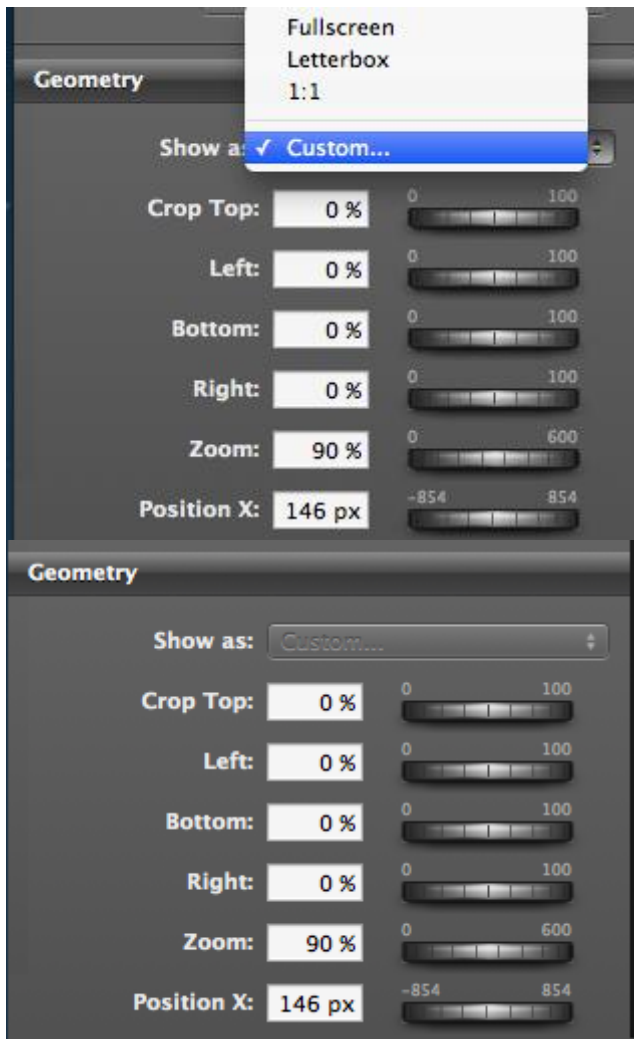 Fullscreen
Letterbox
Geometry
1:1
Show a: ✓ Custom...
Crop Top: 0 % 0 100
Left: 0 % 0 100
Bottom: 0 % 0 100
Right: 0 % 0 100
Zoom: 90 % 0 600
Position X: 146 px -854 854
Geometry
Show as: Custom...
Crop Top: 0 % 0 100
Left: 0 % 0 100
Bottom: 0 % 0 100
Right: 0 % 0 100
Zoom: 90 % 0 600
Position X: 146 px -854 854